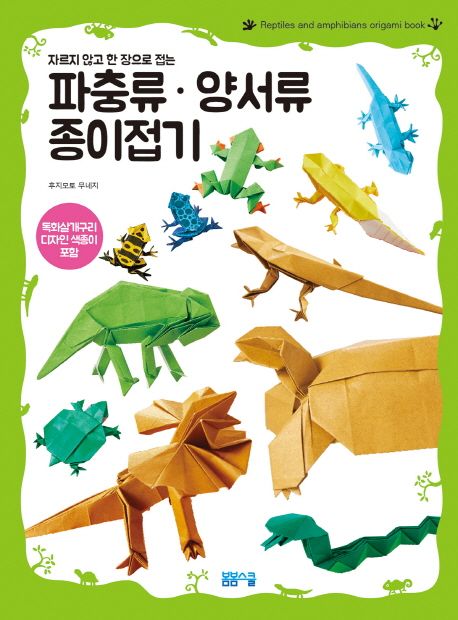 Reptiles and amphibians origami book
자르지 않고 한 장으로 접는
파충류 · 양서류
종이접기
후지모토 무네지
독화살개구리
디자인 색종이
포함
봄봄스쿨